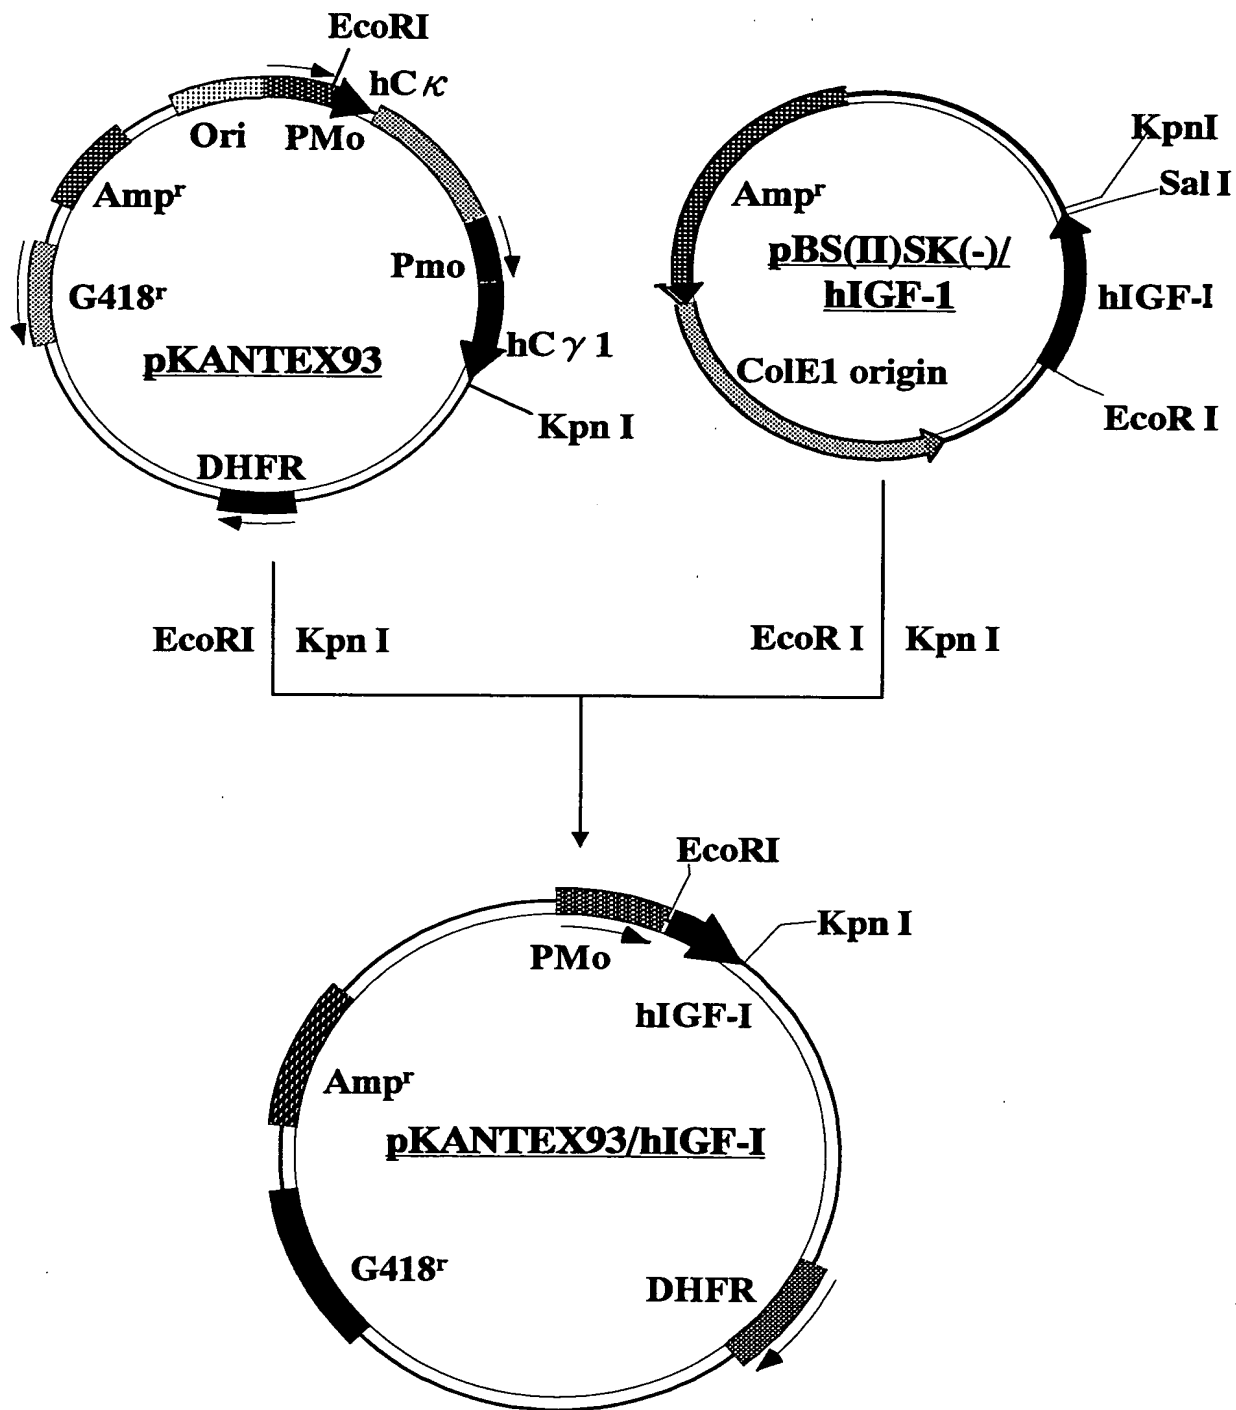 EcoRI
hCκ
Ori
PMo
Ampʳ
Pmo
G418ʳ
hCγ1
pKANTEX93
Kpn I
DHFR
KpnI
Sal I
Ampʳ
pBS(II)SK(-)/
hIGF-1
hIGF-I
ColE1 origin
EcoR I
EcoRI
Kpn I
EcoR I
Kpn I
EcoRI
Kpn I
PMo
hIGF-I
Ampʳ
pKANTEX93/hIGF-I
G418ʳ
DHFR